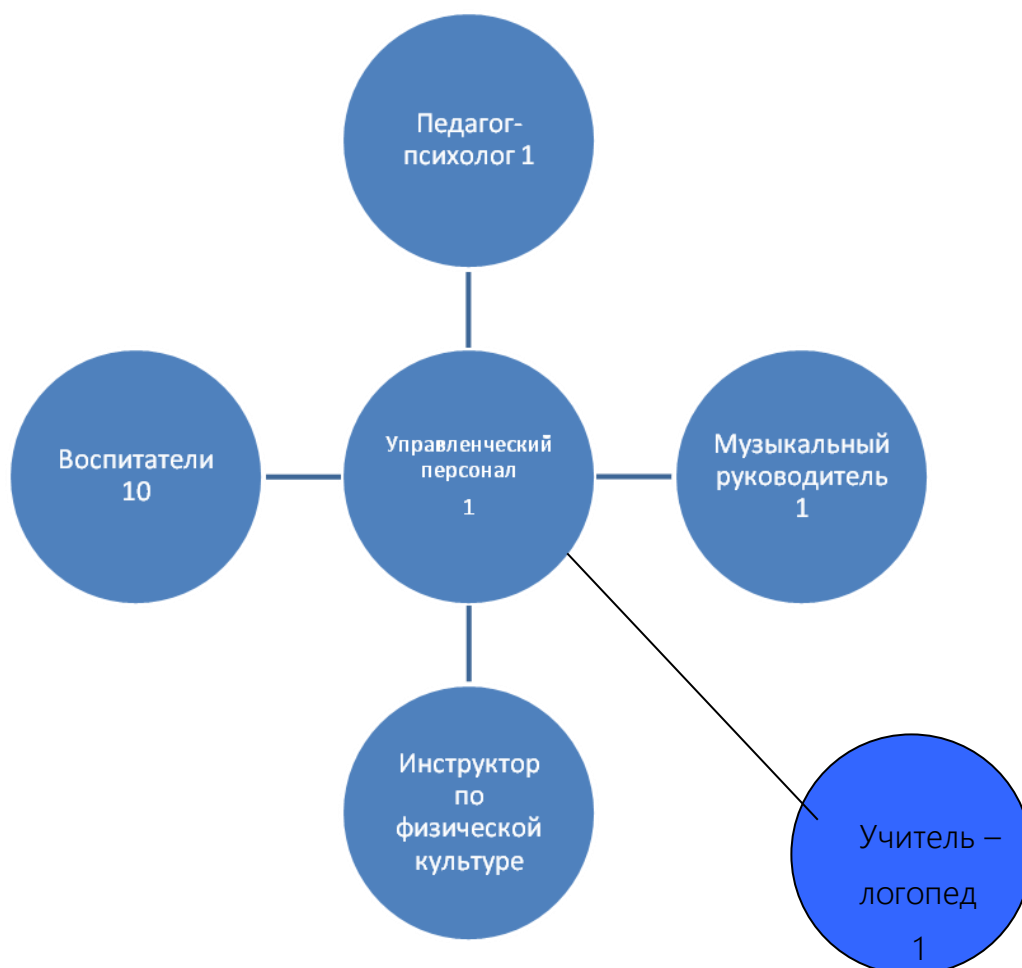 Педагог-
психолог 1
Воспитатели
10
Управленческий
персонал
1
Музыкальный
руководитель
1
Инструктор
по
физической
культуре
Учитель –
логопед
1